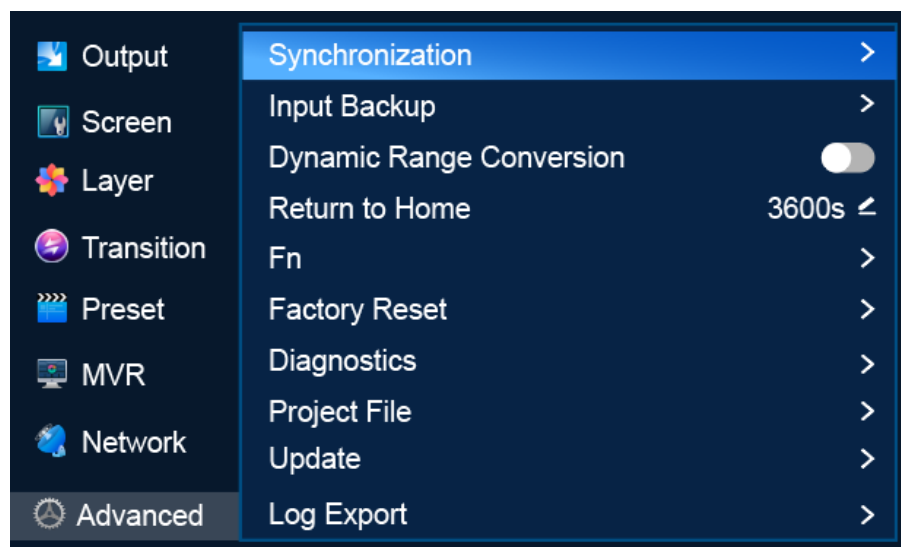 Output
Screen
Layer
Transition
Preset
MVR
Network
Advanced
Synchronization
Input Backup
Dynamic Range Conversion
Return to Home 3600s
Fn
Factory Reset
Diagnostics
Project File
Update
Log Export